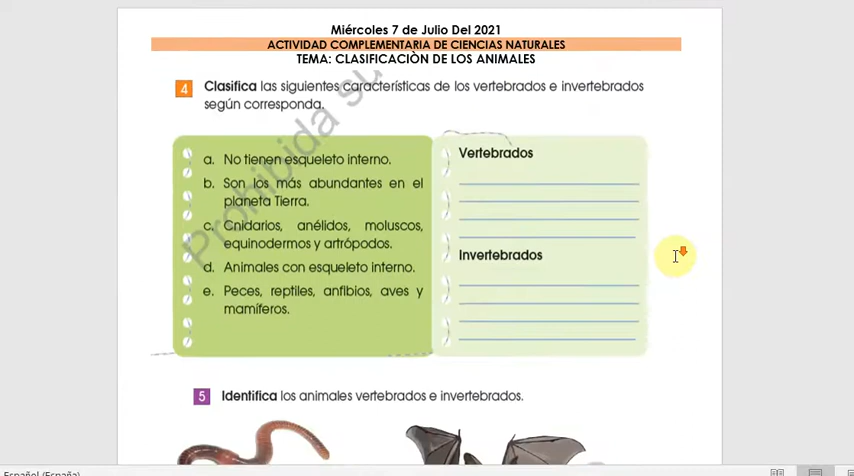 Miércoles 7 de Julio Del 2021
ACTIVIDAD COMPLEMENTARIA DE CIENCIAS NATURALES
TEMA: CLASIFICACIÒN DE LOS ANIMALES
4 Clasifica las siguientes características de los vertebrados e invertebrados
según corresponda.
a. No tienen esqueleto interno.
b. Son los más abundantes en el
planeta Tierra.
c. Cnidarios, anélidos, moluscos,
equinodermos y artrópodos.
d. Animales con esqueleto interno.
e. Peces, reptiles, anfibios, aves y
mamíferos.
Vertebrados
Invertebrados
Prohibida su
5 Identifica los animales vertebrados e invertebrados.
Español (España)